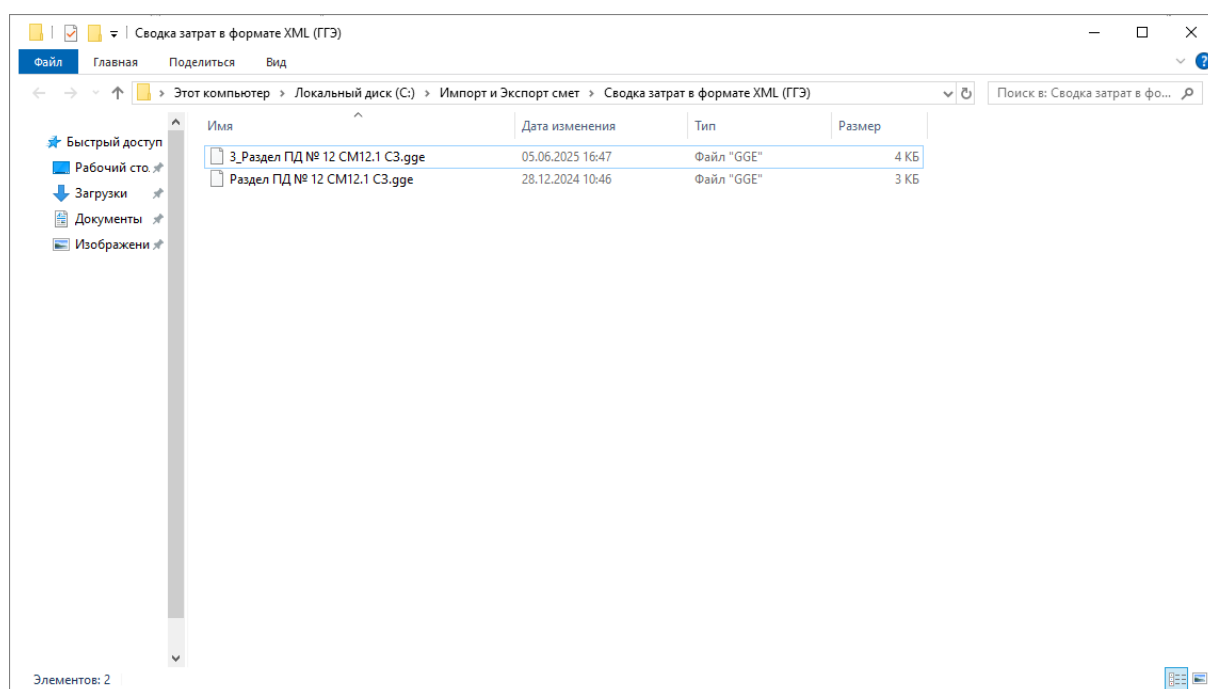 Сводка затрат в формате XML (ГГЭ)
Файл Главная Поделиться Вид
Этот компьютер > Локальный диск (C:) > Импорт и Экспорт смет > Сводка затрат в формате XML (ГГЭ) Поиск в: Сводка затрат в фо...
Имя Дата изменения Тип Размер
Быстрый доступ
Рабочий сто.
Загрузки
Документы
Изображени
3_Раздел ПД № 12 СМ12.1 СЗ.gge 05.06.2025 16:47 Файл "GGE" 4 КБ
Раздел ПД № 12 СМ12.1 СЗ.gge 28.12.2024 10:46 Файл "GGE" 3 КБ
Элементов: 2